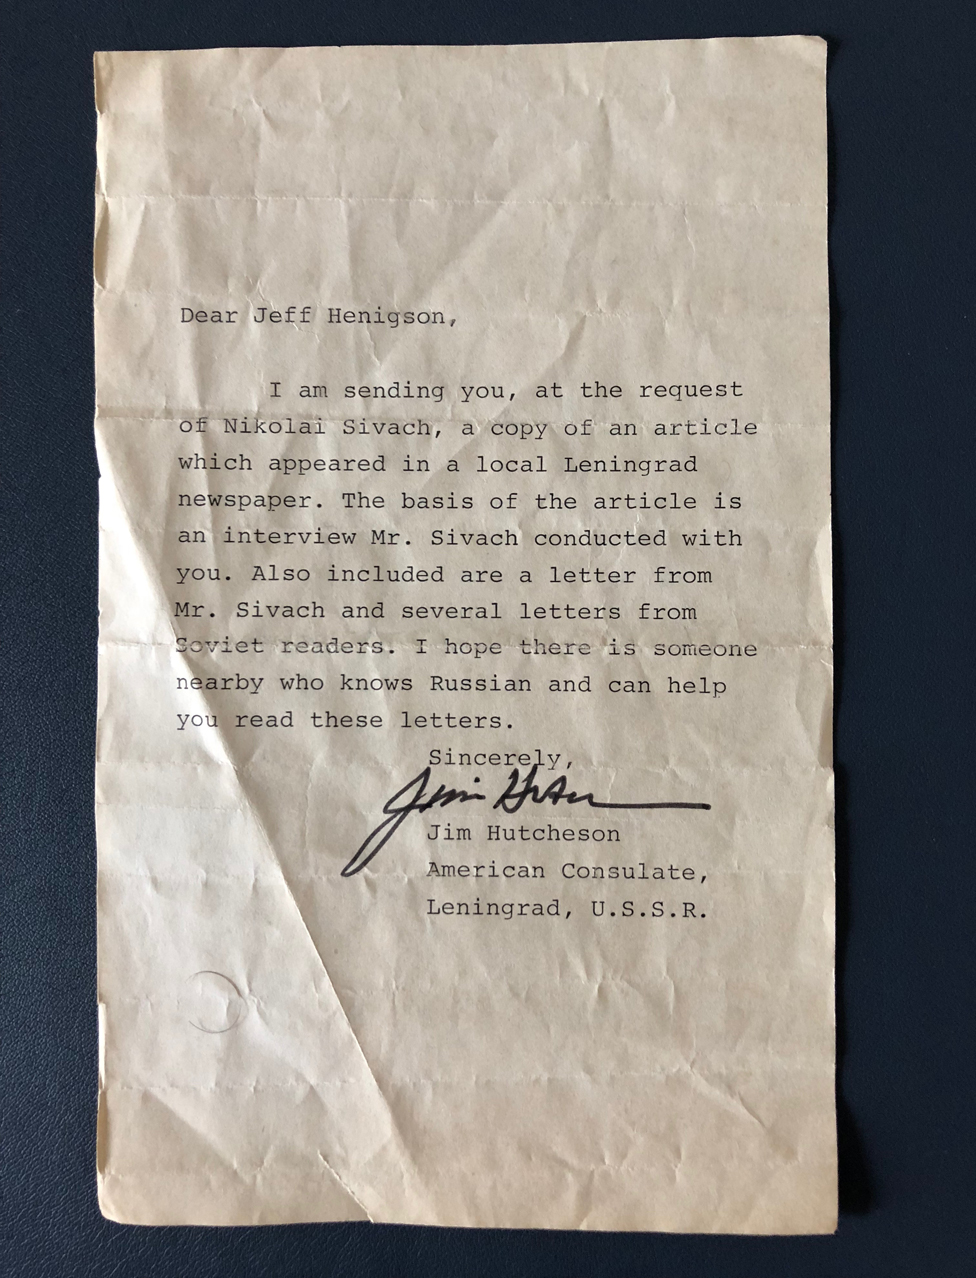 Dear Jeff Henigson,
I am sending you, at the request
of Nikolai Sivach, a copy of an article
which appeared in a local Leningrad
newspaper. The basis of the article is
an interview Mr. Sivach conducted with
you. Also included are a letter from
Mr. Sivach and several letters from
Soviet readers. I hope there is someone
nearby who knows Russian and can help
you read these letters.
Sincerely,
Jim Hutcheson
American Consulate,
Leningrad, U.S.S.R.